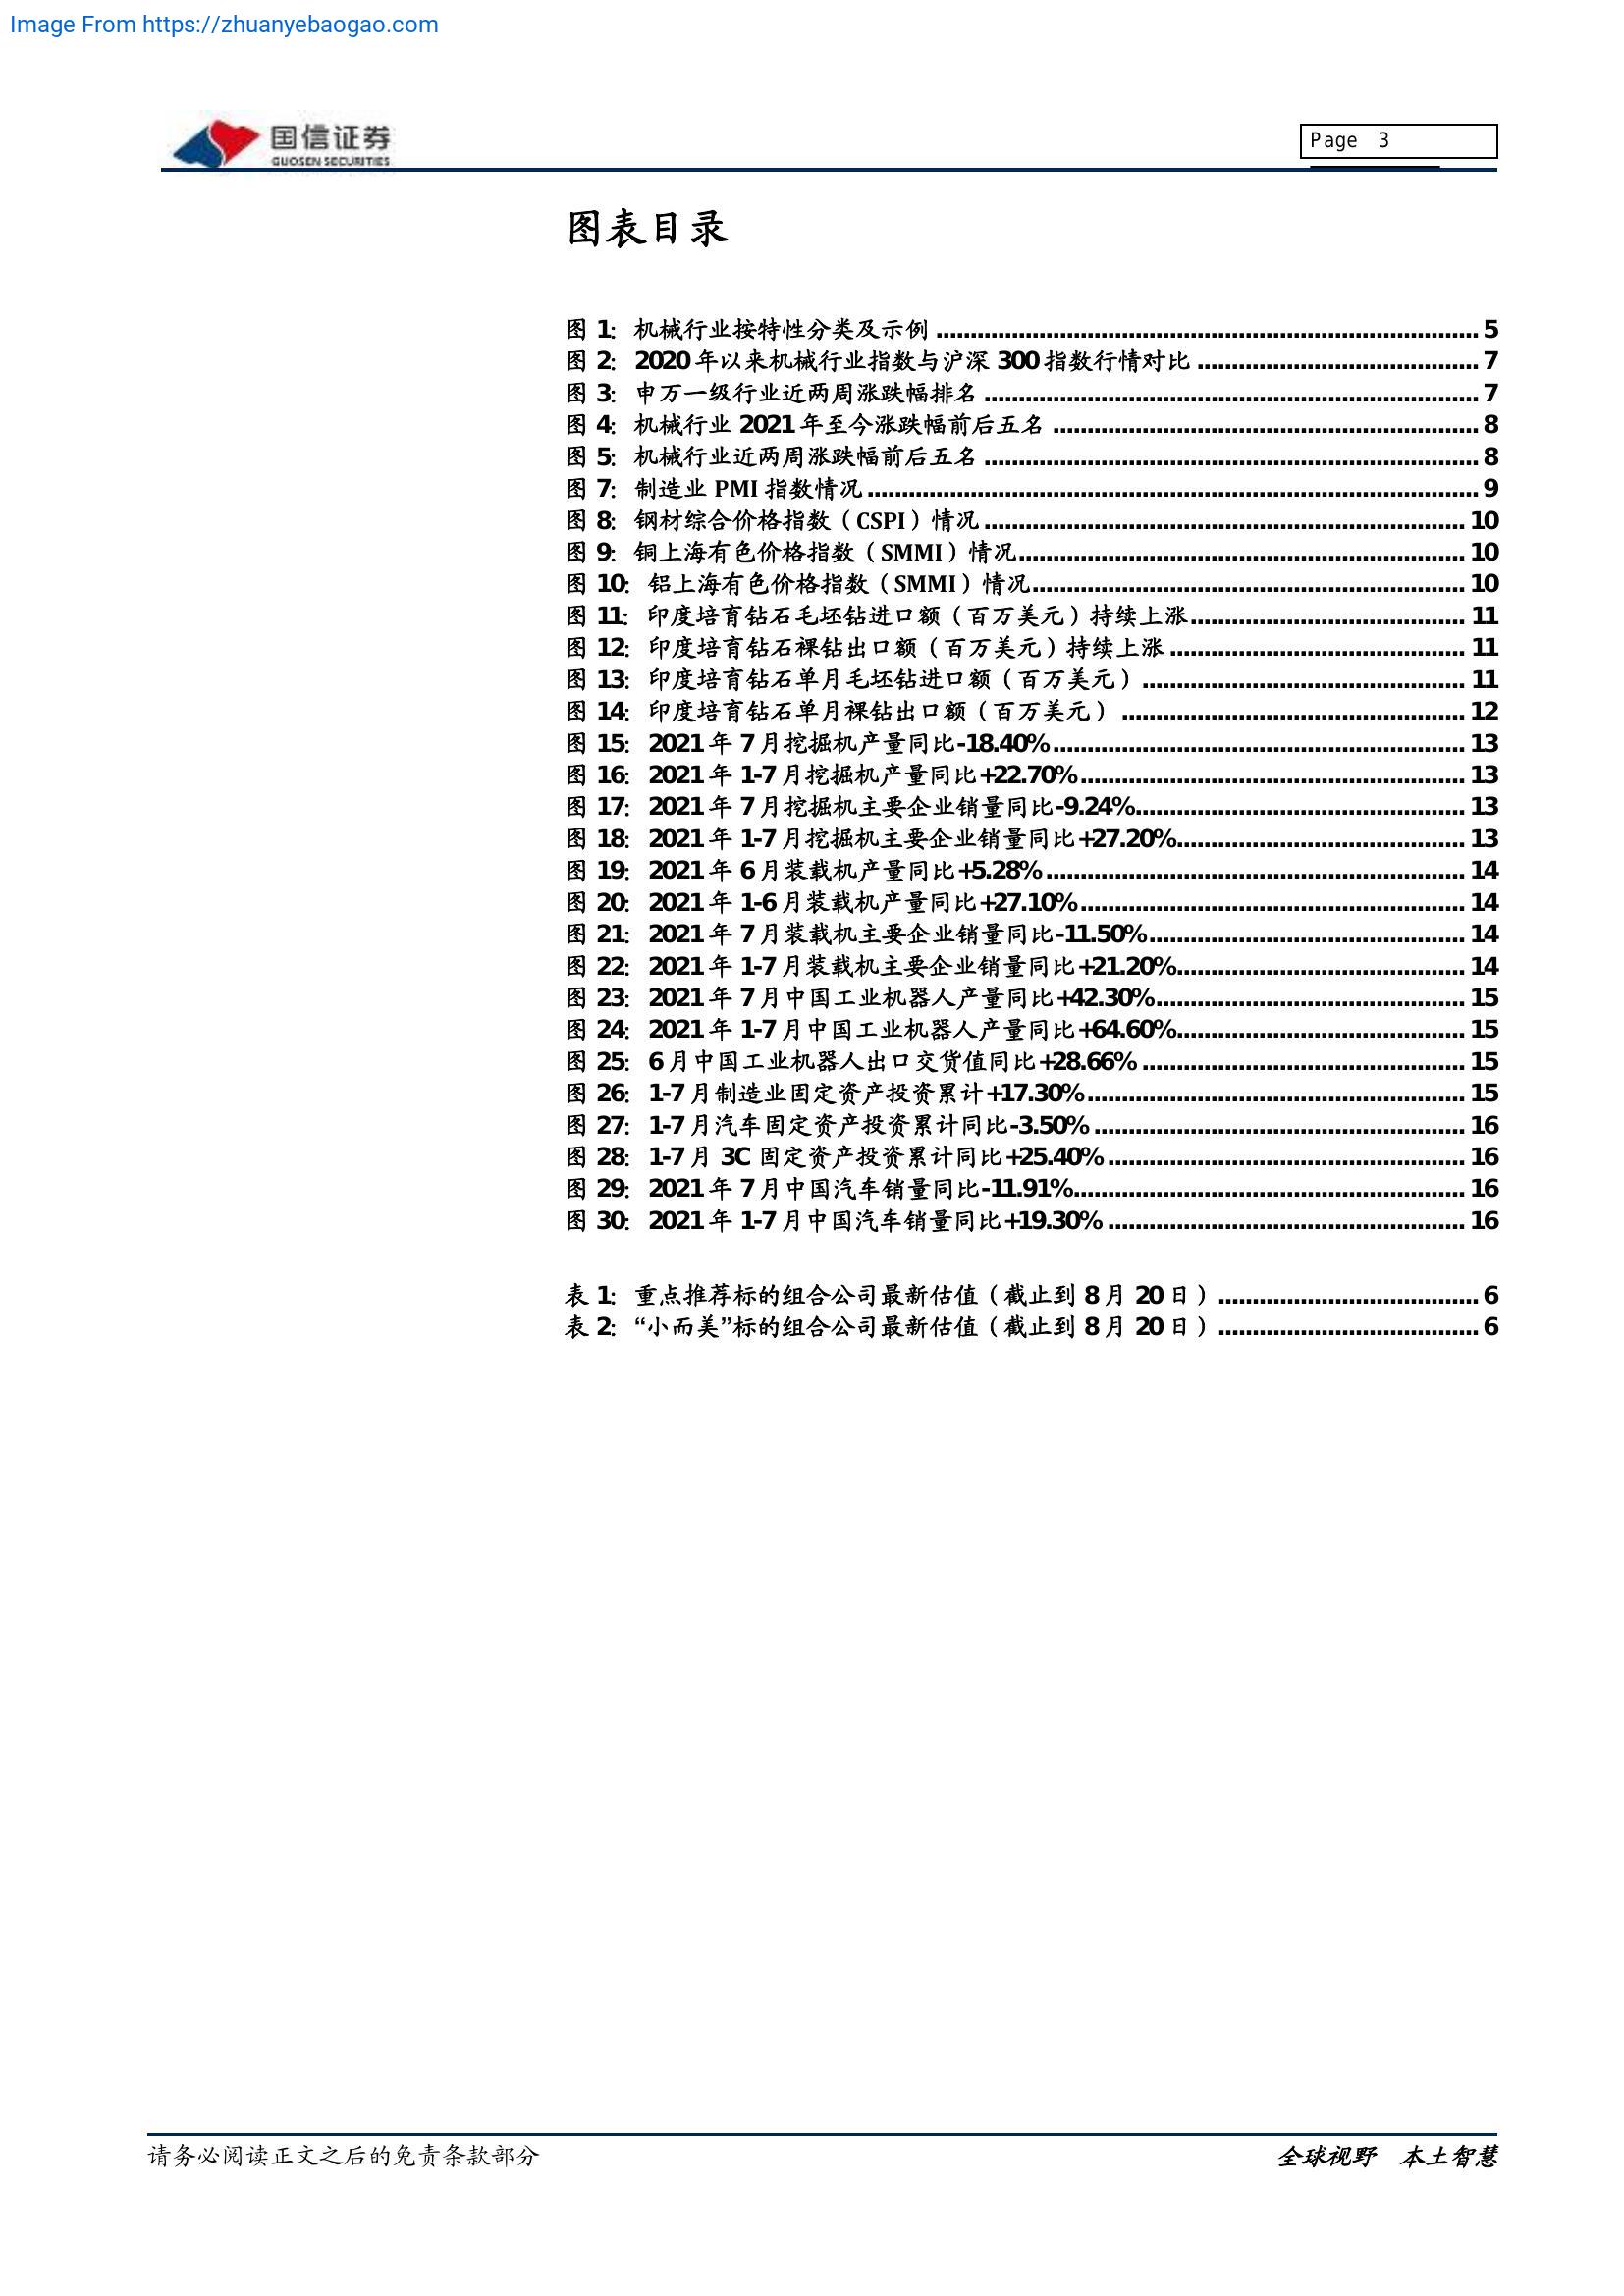 Image From https://zhuanyebaogao.com
国信证券
GUOSEN SECURITIES
Page 3
图表目录
图 1: 机械行业按特性分类及示例 ........ 5
图 2: 2020 年以来机械行业指数与沪深 300 指数行情对比 ........ 7
图 3: 申万一级行业近两周涨跌幅排名 ........ 7
图 4: 机械行业 2021 年至今涨跌幅前后五名 ........ 8
图 5: 机械行业近两周涨跌幅前后五名 ........ 8
图 7: 制造业 PMI 指数情况 ........ 9
图 8: 钢材综合价格指数（CSPI）情况 ........ 10
图 9: 铜上海有色价格指数（SMMI）情况 ........ 10
图 10: 铝上海有色价格指数（SMMI）情况 ........ 10
图 11: 印度培育钻石毛坯钻进口额（百万美元）持续上涨 ........ 11
图 12: 印度培育钻石裸钻出口额（百万美元）持续上涨 ........ 11
图 13: 印度培育钻石单月毛坯钻进口额（百万美元） ........ 11
图 14: 印度培育钻石单月裸钻出口额（百万美元） ........ 12
图 15: 2021 年 7 月挖掘机产量同比-18.40% ........ 13
图 16: 2021 年 1-7 月挖掘机产量同比+22.70% ........ 13
图 17: 2021 年 7 月挖掘机主要企业销量同比-9.24% ........ 13
图 18: 2021 年 1-7 月挖掘机主要企业销量同比+27.20% ........ 13
图 19: 2021 年 6 月装载机产量同比+5.28% ........ 14
图 20: 2021 年 1-6 月装载机产量同比+27.10% ........ 14
图 21: 2021 年 7 月装载机主要企业销量同比-11.50% ........ 14
图 22: 2021 年 1-7 月装载机主要企业销量同比+21.20% ........ 14
图 23: 2021 年 7 月中国工业机器人产量同比+42.30% ........ 15
图 24: 2021 年 1-7 月中国工业机器人产量同比+64.60% ........ 15
图 25: 6 月中国工业机器人出口交货值同比+28.66% ........ 15
图 26: 1-7 月制造业固定资产投资累计+17.30% ........ 15
图 27: 1-7 月汽车固定资产投资累计同比-3.50% ........ 16
图 28: 1-7 月 3C 固定资产投资累计同比+25.40% ........ 16
图 29: 2021 年 7 月中国汽车销量同比-11.91% ........ 16
图 30: 2021 年 1-7 月中国汽车销量同比+19.30% ........ 16
表 1: 重点推荐标的组合公司最新估值（截止到 8 月 20 日） ........ 6
表 2: “小而美”标的组合公司最新估值（截止到 8 月 20 日） ........ 6
请务必阅读正文之后的免责条款部分
全球视野 本土智慧